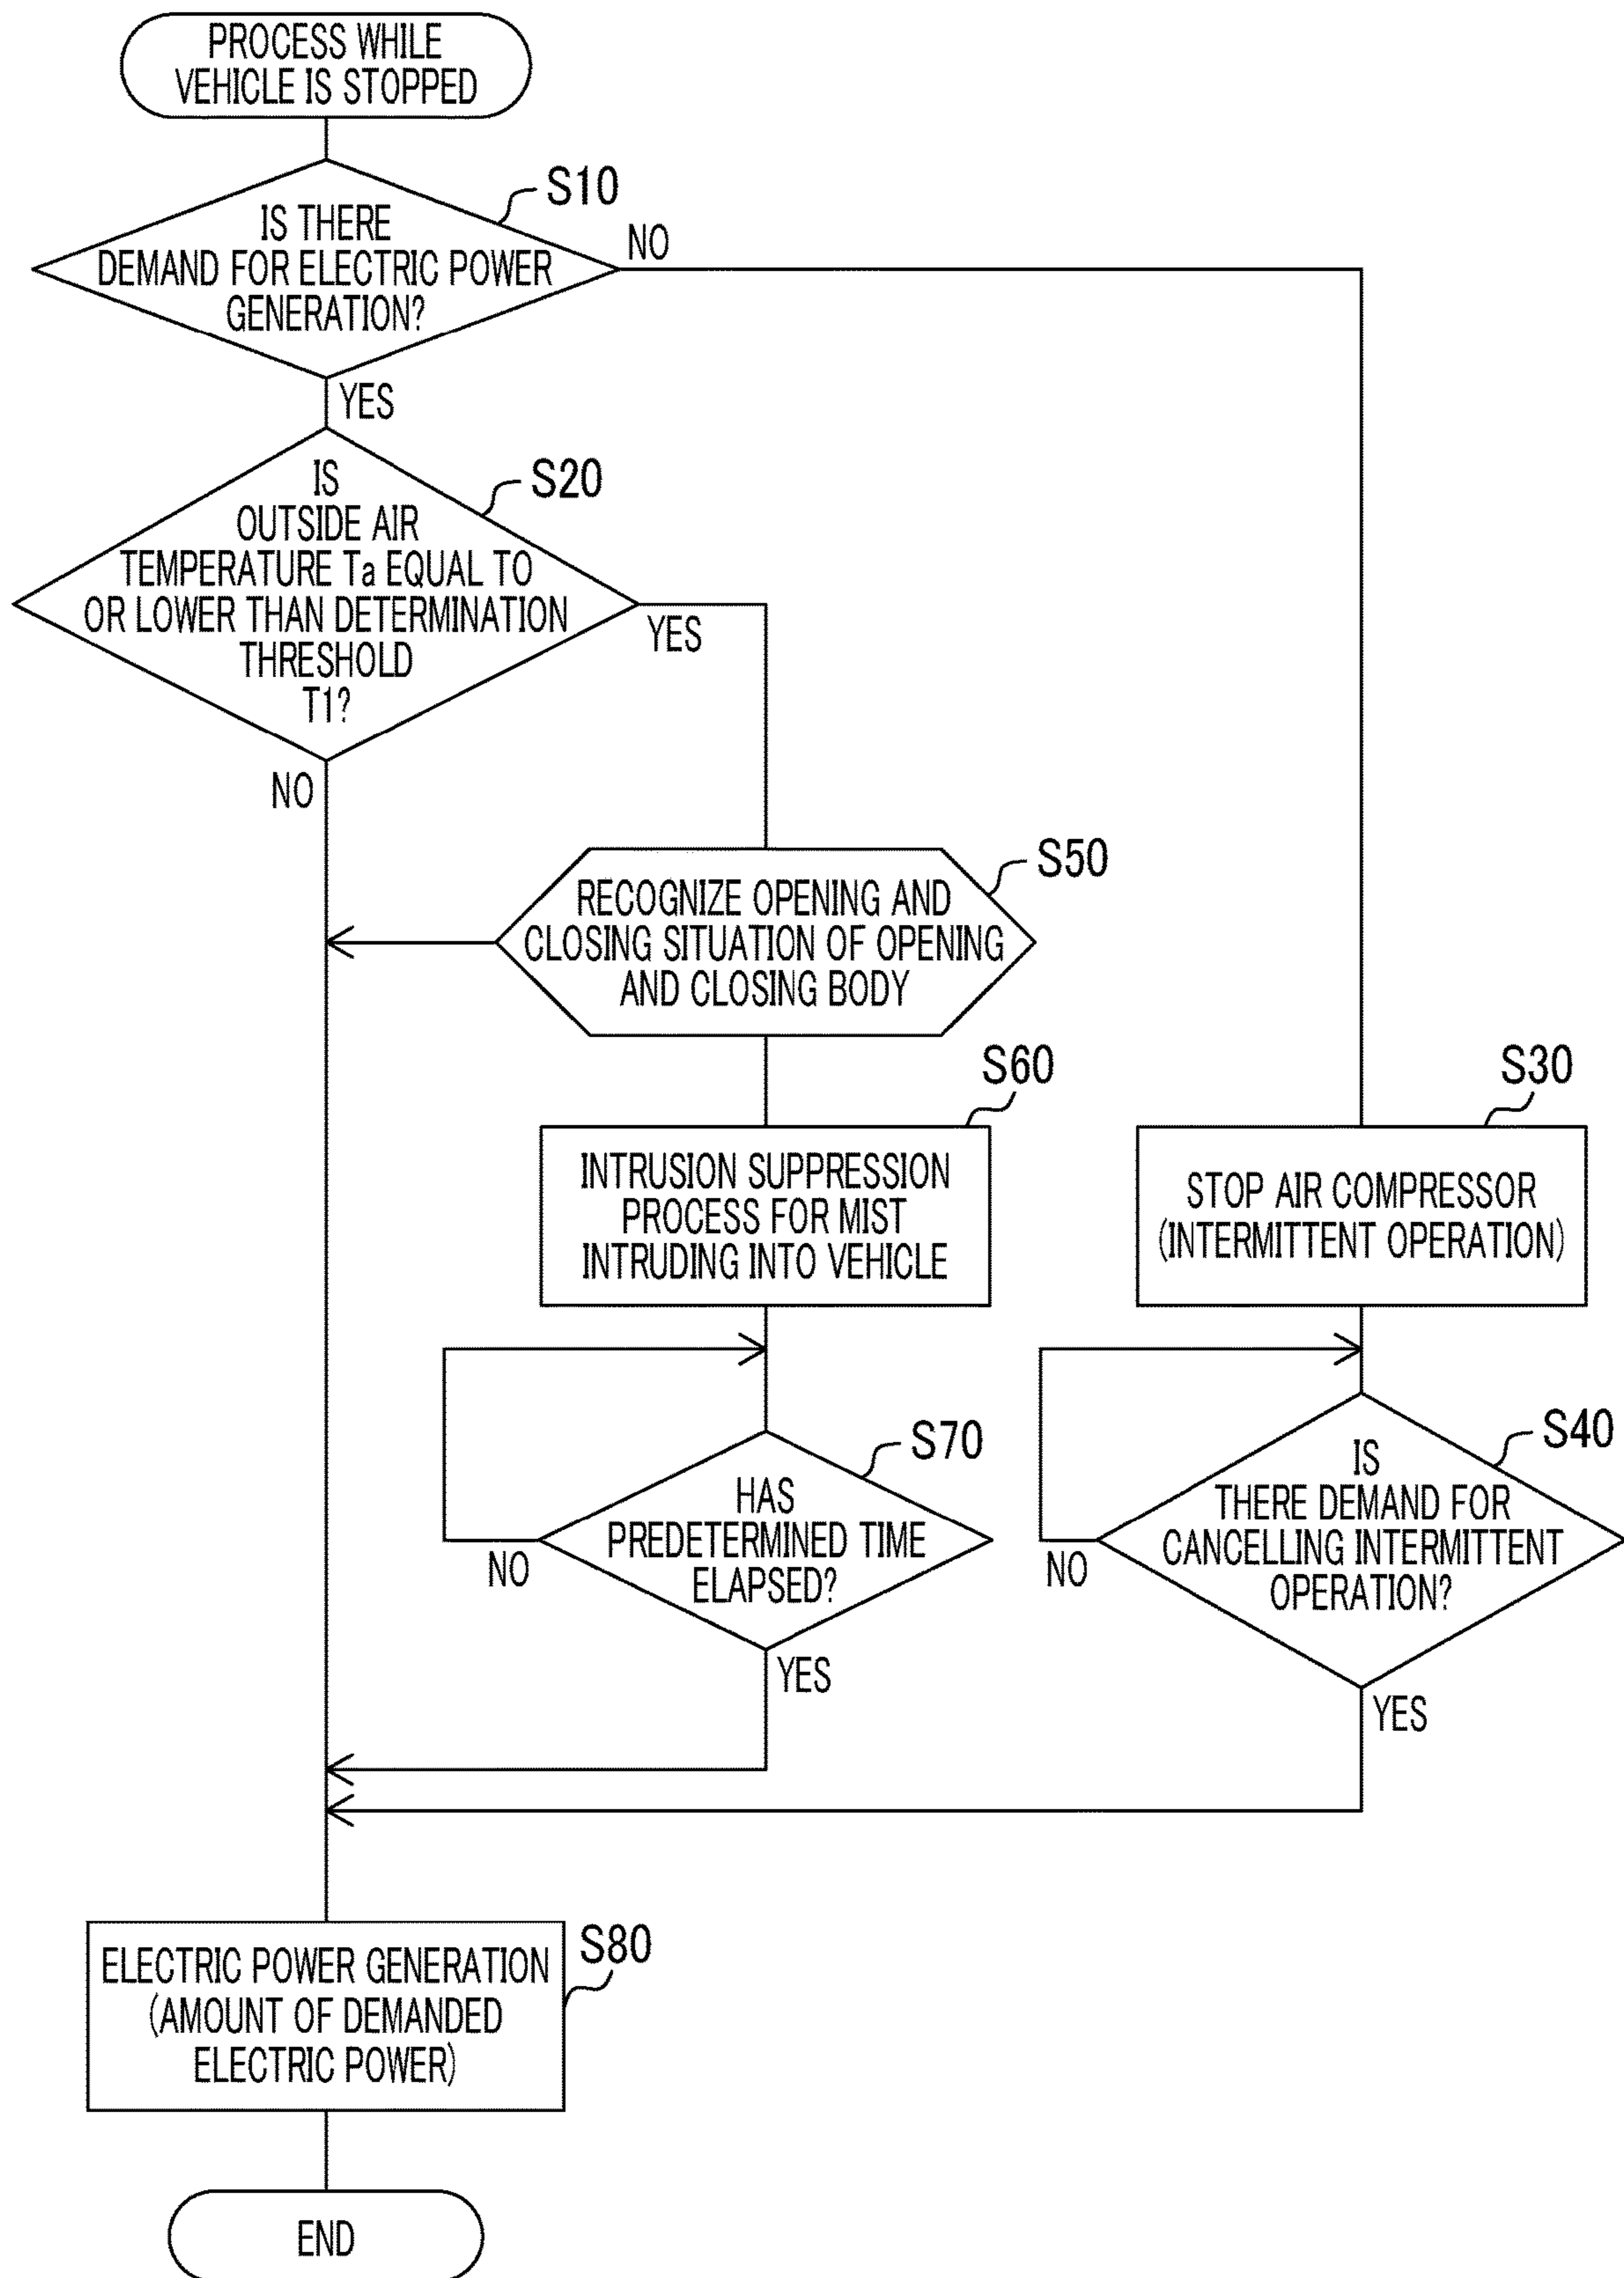 PROCESS WHILE
VEHICLE IS STOPPED
S10
IS THERE
DEMAND FOR ELECTRIC POWER
GENERATION?
NO
YES
S20
IS
OUTSIDE AIR
TEMPERATURE Ta EQUAL TO
OR LOWER THAN DETERMINATION
THRESHOLD
T1?
YES
NO
S50
RECOGNIZE OPENING AND
CLOSING SITUATION OF OPENING
AND CLOSING BODY
S60
INTRUSION SUPPRESSION
PROCESS FOR MIST
INTRUDING INTO VEHICLE
S30
STOP AIR COMPRESSOR
(INTERMITTENT OPERATION)
S70
HAS
PREDETERMINED TIME
ELAPSED?
NO
YES
S40
IS
THERE DEMAND FOR
CANCELLING INTERMITTENT
OPERATION?
NO
YES
S80
ELECTRIC POWER GENERATION
(AMOUNT OF DEMANDED
ELECTRIC POWER)
END